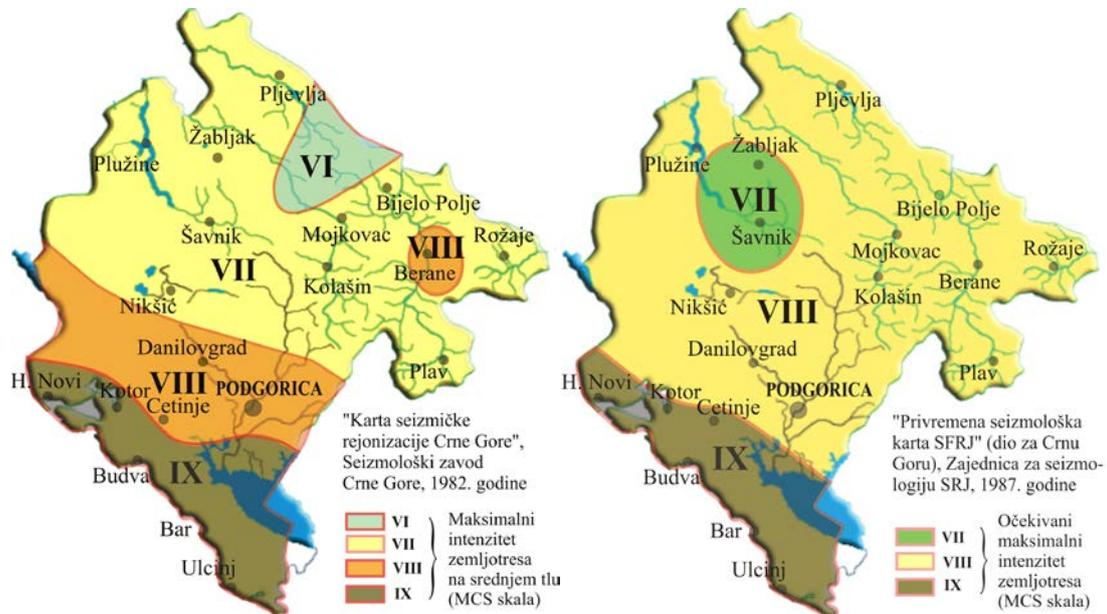 Pljevlja
Žabljak
Plužine
VI
Bijelo Polje
Šavnik
Mojkovac
VIII
Rožaje
VII
Berane
Kolašin
Nikšić
Danilovgrad
Plav
H. Novi
VIII
Kotor
PODGORICA
Cetinje
IX
Budva
Bar
Ulcinj
"Karta seizmičke
rejonizacije Crne Gore",
Seizmološki zavod
Crne Gore, 1982. godine
VI
VII
VIII
IX
Maksimalni
intenzitet
zemljotresa
na srednjem tlu
(MCS skala)
Pljevlja
Žabljak
Plužine
VII
Bijelo Polje
Šavnik
Mojkovac
Rožaje
Berane
Kolašin
Nikšić
VIII
Danilovgrad
Plav
H. Novi
Kotor
PODGORICA
Cetinje
IX
Budva
Bar
Ulcinj
"Privremena seizmološka
karta SFRJ" (dio za Crnu
Goru), Zajednica za seizmo-
logiju SRJ, 1987. godine
VII
VIII
IX
Očekivani
maksimalni
intenzitet
zemljotresa
(MCS skala)